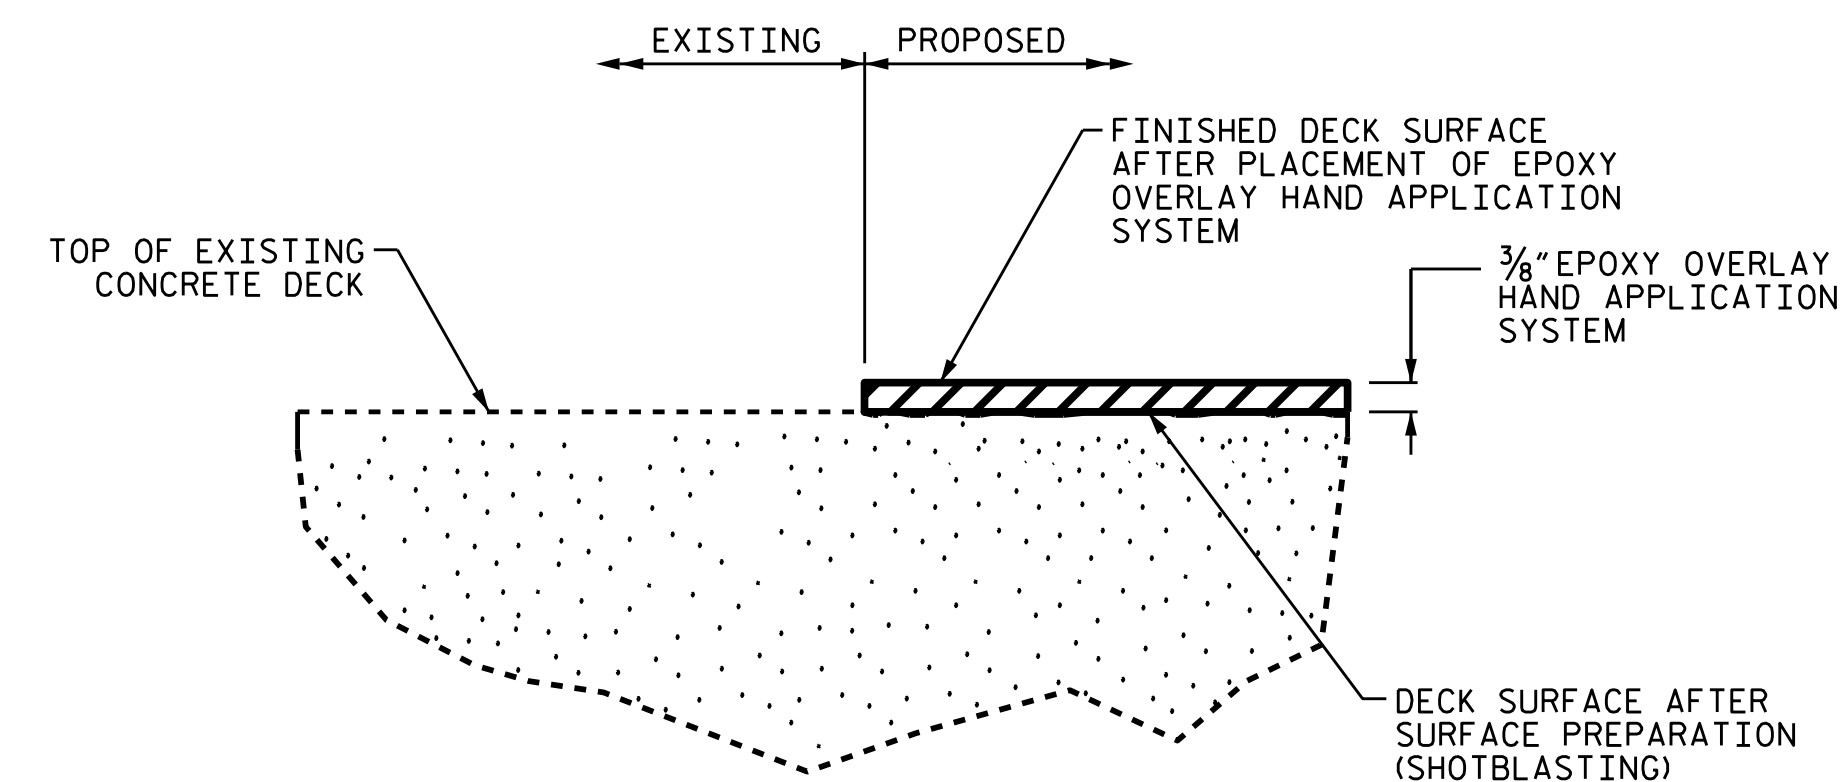 EXISTING
PROPOSED
FINISHED DECK SURFACE
AFTER PLACEMENT OF EPOXY
OVERLAY HAND APPLICATION
SYSTEM
TOP OF EXISTING
CONCRETE DECK
⅜" EPOXY OVERLAY
HAND APPLICATION
SYSTEM
DECK SURFACE AFTER
SURFACE PREPARATION
(SHOTBLASTING)